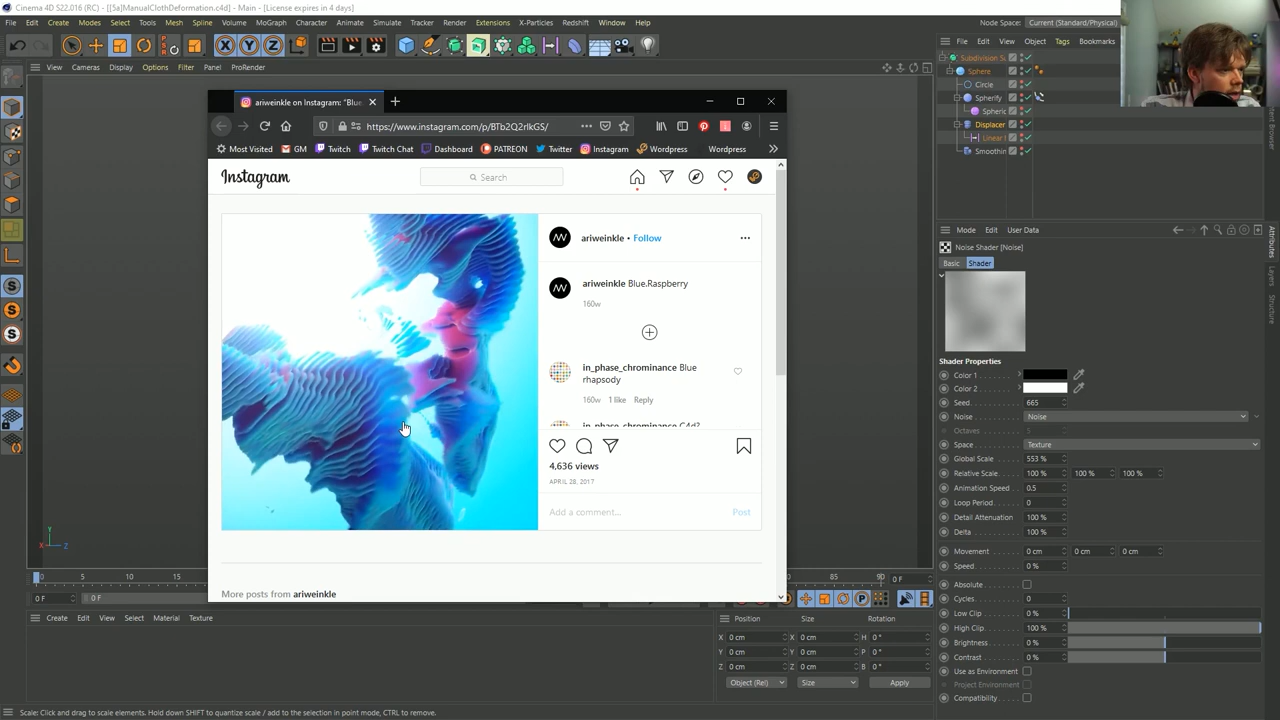 Cinema 4D S22.016 (RC) - [[5a]ManualClothDeformation.c4d] - Main - [License expires in 4 days]
File Edit Create Modes Select Tools Mesh Spline Volume MoGraph Character Animate Simulate Tracker Render Extensions X-Particles Redshift Window Help
Node Space: Current (Standard/Physical)
View Cameras Display Options Filter Panel ProRender
File Edit View Object Tags Bookmarks
Sphere
Circle
Spherify
Displacer
ariweinkle on Instagram: "Blue.
https://www.instagram.com/p/BTb2Q2rlkGS/
Most Visited GM Twitch Twitch Chat Dashboard PATREON Twitter Instagram Wordpress Wordpress
Instagram
Search
ariweinkle • Follow
ariweinkle Blue.Raspberry
160w
in_phase_chrominance Blue
rhapsody
160w 1 like Reply
in_phase_chrominance C4d?
4,636 views
APRIL 28, 2017
Add a comment... Post
More posts from ariweinkle
Mode Edit User Data
Noise Shader [Noise]
Basic Shader
Shader Properties
Color 1
Color 2
Seed 665
Noise Noise
Octaves 5
Space Texture
Global Scale 553 %
Relative Scale 100 % 100 % 100 %
Animation Speed 0.5
Loop Period 0
Detail Attenuation 100 %
Delta 100 %
Movement 0 cm 0 cm 0 cm
Speed 0 %
Absolute
Cycles 0
Low Clip 0 %
High Clip 100 %
Brightness 0 %
Contrast 0 %
Use as Environment
Project Environment
Compatibility
Attributes
Layers
Structure
Y
X Z
0 5 10 15 85 90 0 F
0 F 0 F
Create Edit View Select Material Texture
Position Size Rotation
X 0 cm X 0 cm H 0 °
Y 0 cm Y 0 cm P 0 °
Z 0 cm Z 0 cm B 0 °
Object (Rel) Size Apply
Scale: Click and drag to scale elements. Hold down SHIFT to quantize scale / add to the selection in point mode, CTRL to remove.